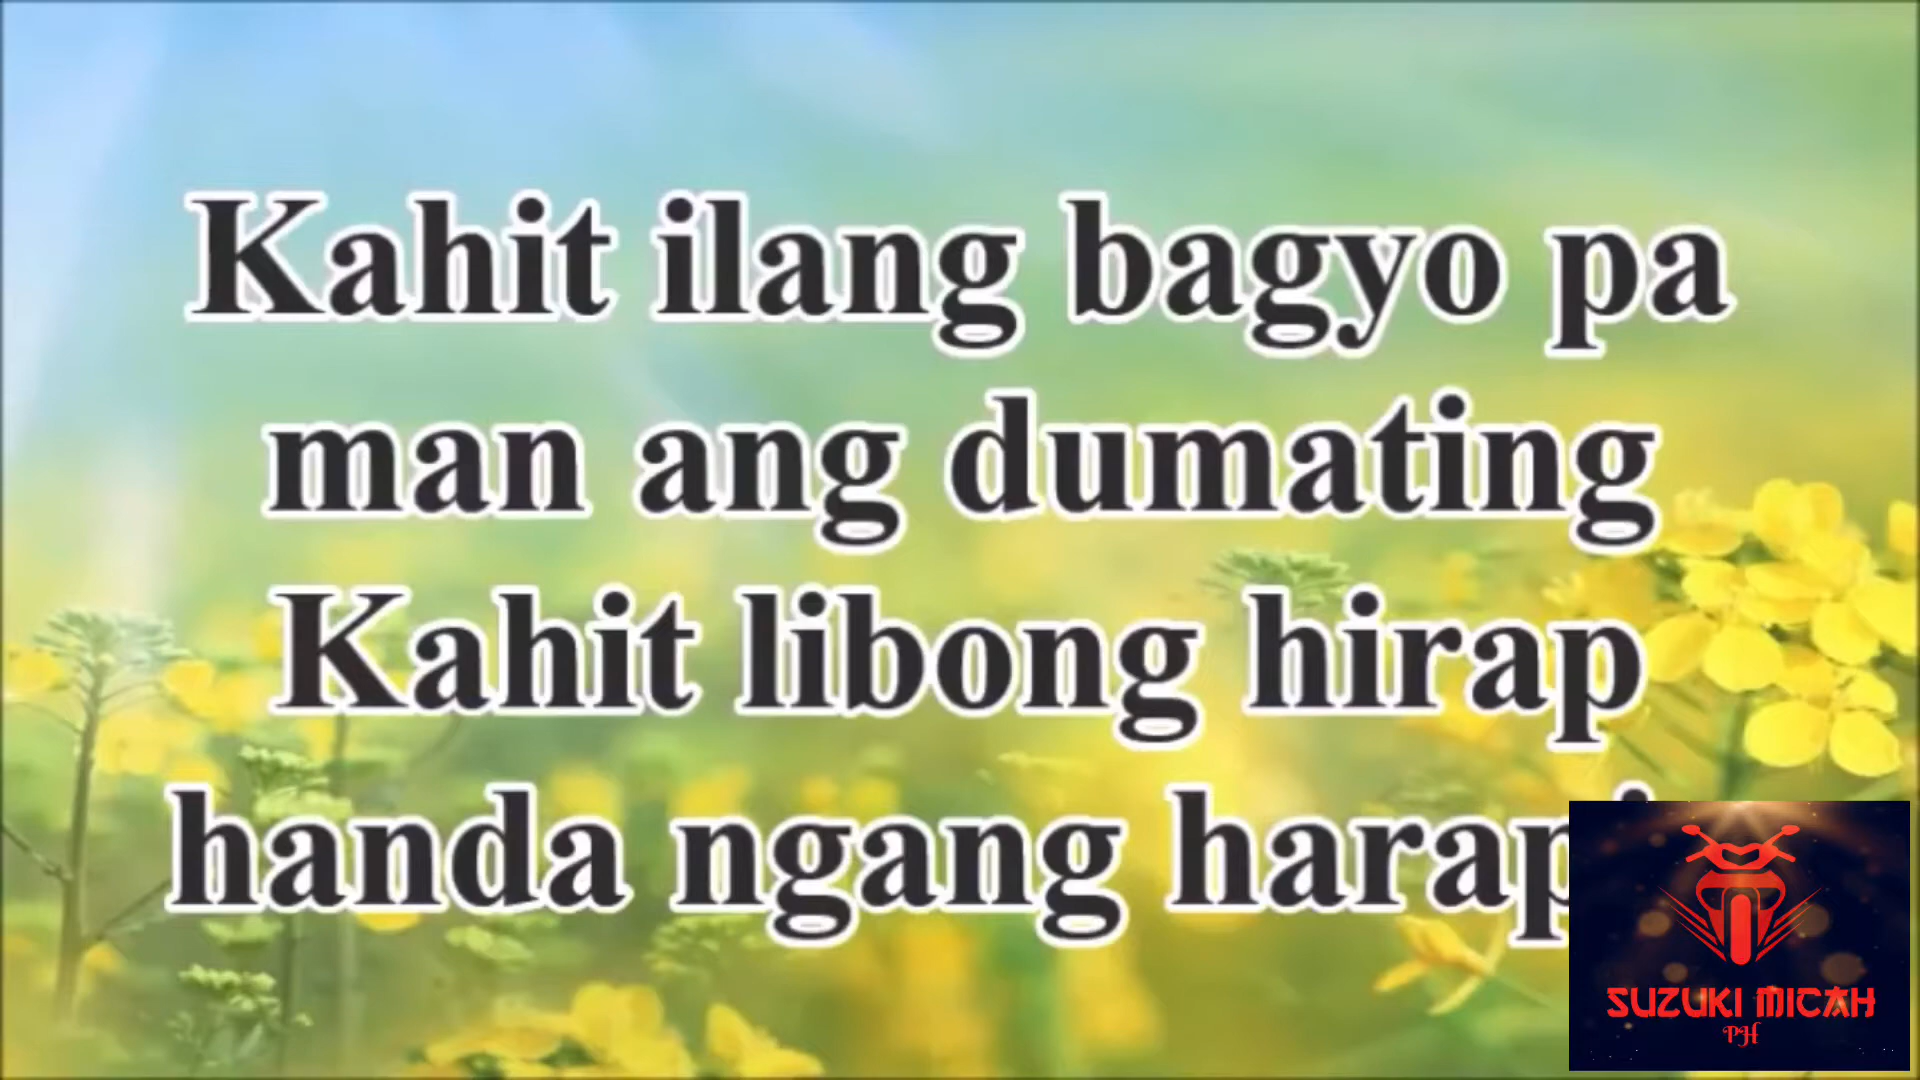 Kahit ilang bagyo pa
man ang dumating
Kahit libong hirap
handa ngang
SUZUKI MICAH
PH